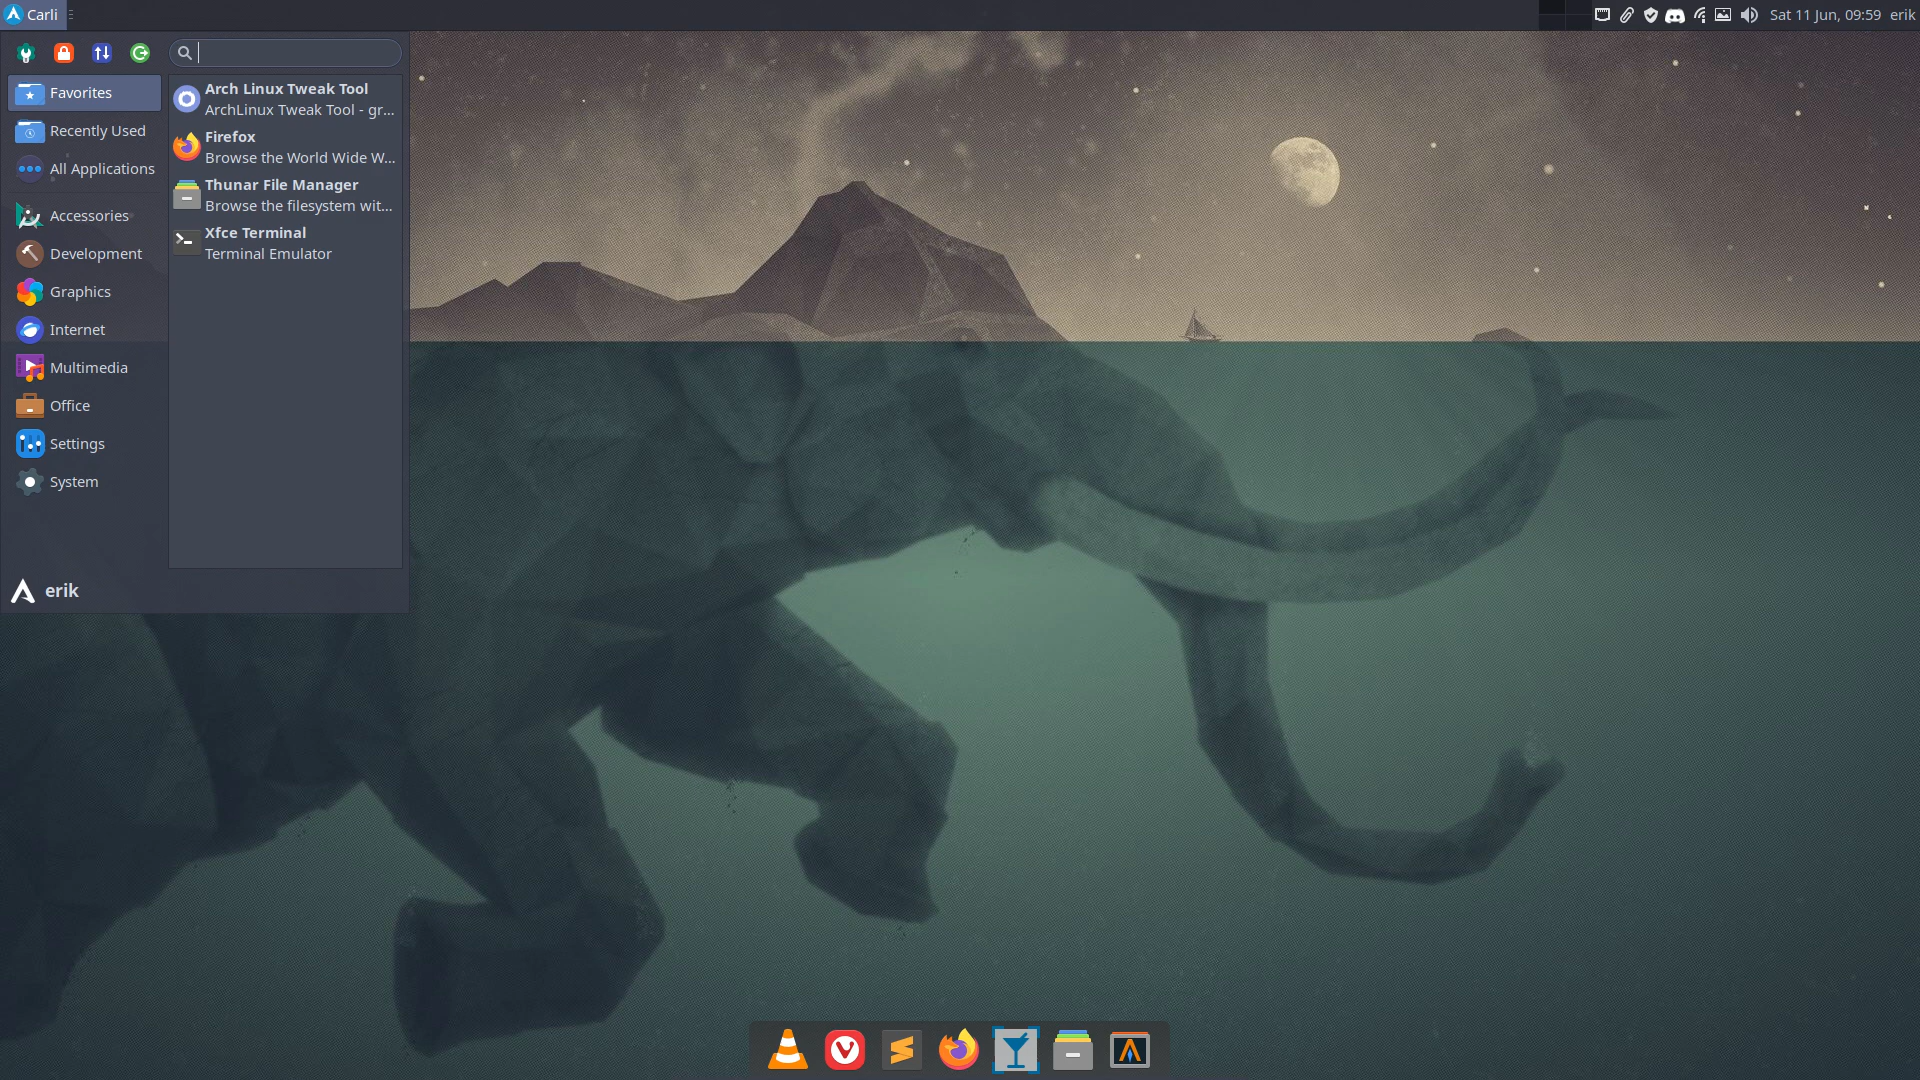 Carli
Sat 11 Jun, 09:59 erik
Favorites
Recently Used
All Applications
Accessories
Development
Graphics
Internet
Multimedia
Office
Settings
System
Arch Linux Tweak Tool
ArchLinux Tweak Tool - gr...
Firefox
Browse the World Wide W...
Thunar File Manager
Browse the filesystem wit...
Xfce Terminal
Terminal Emulator
erik